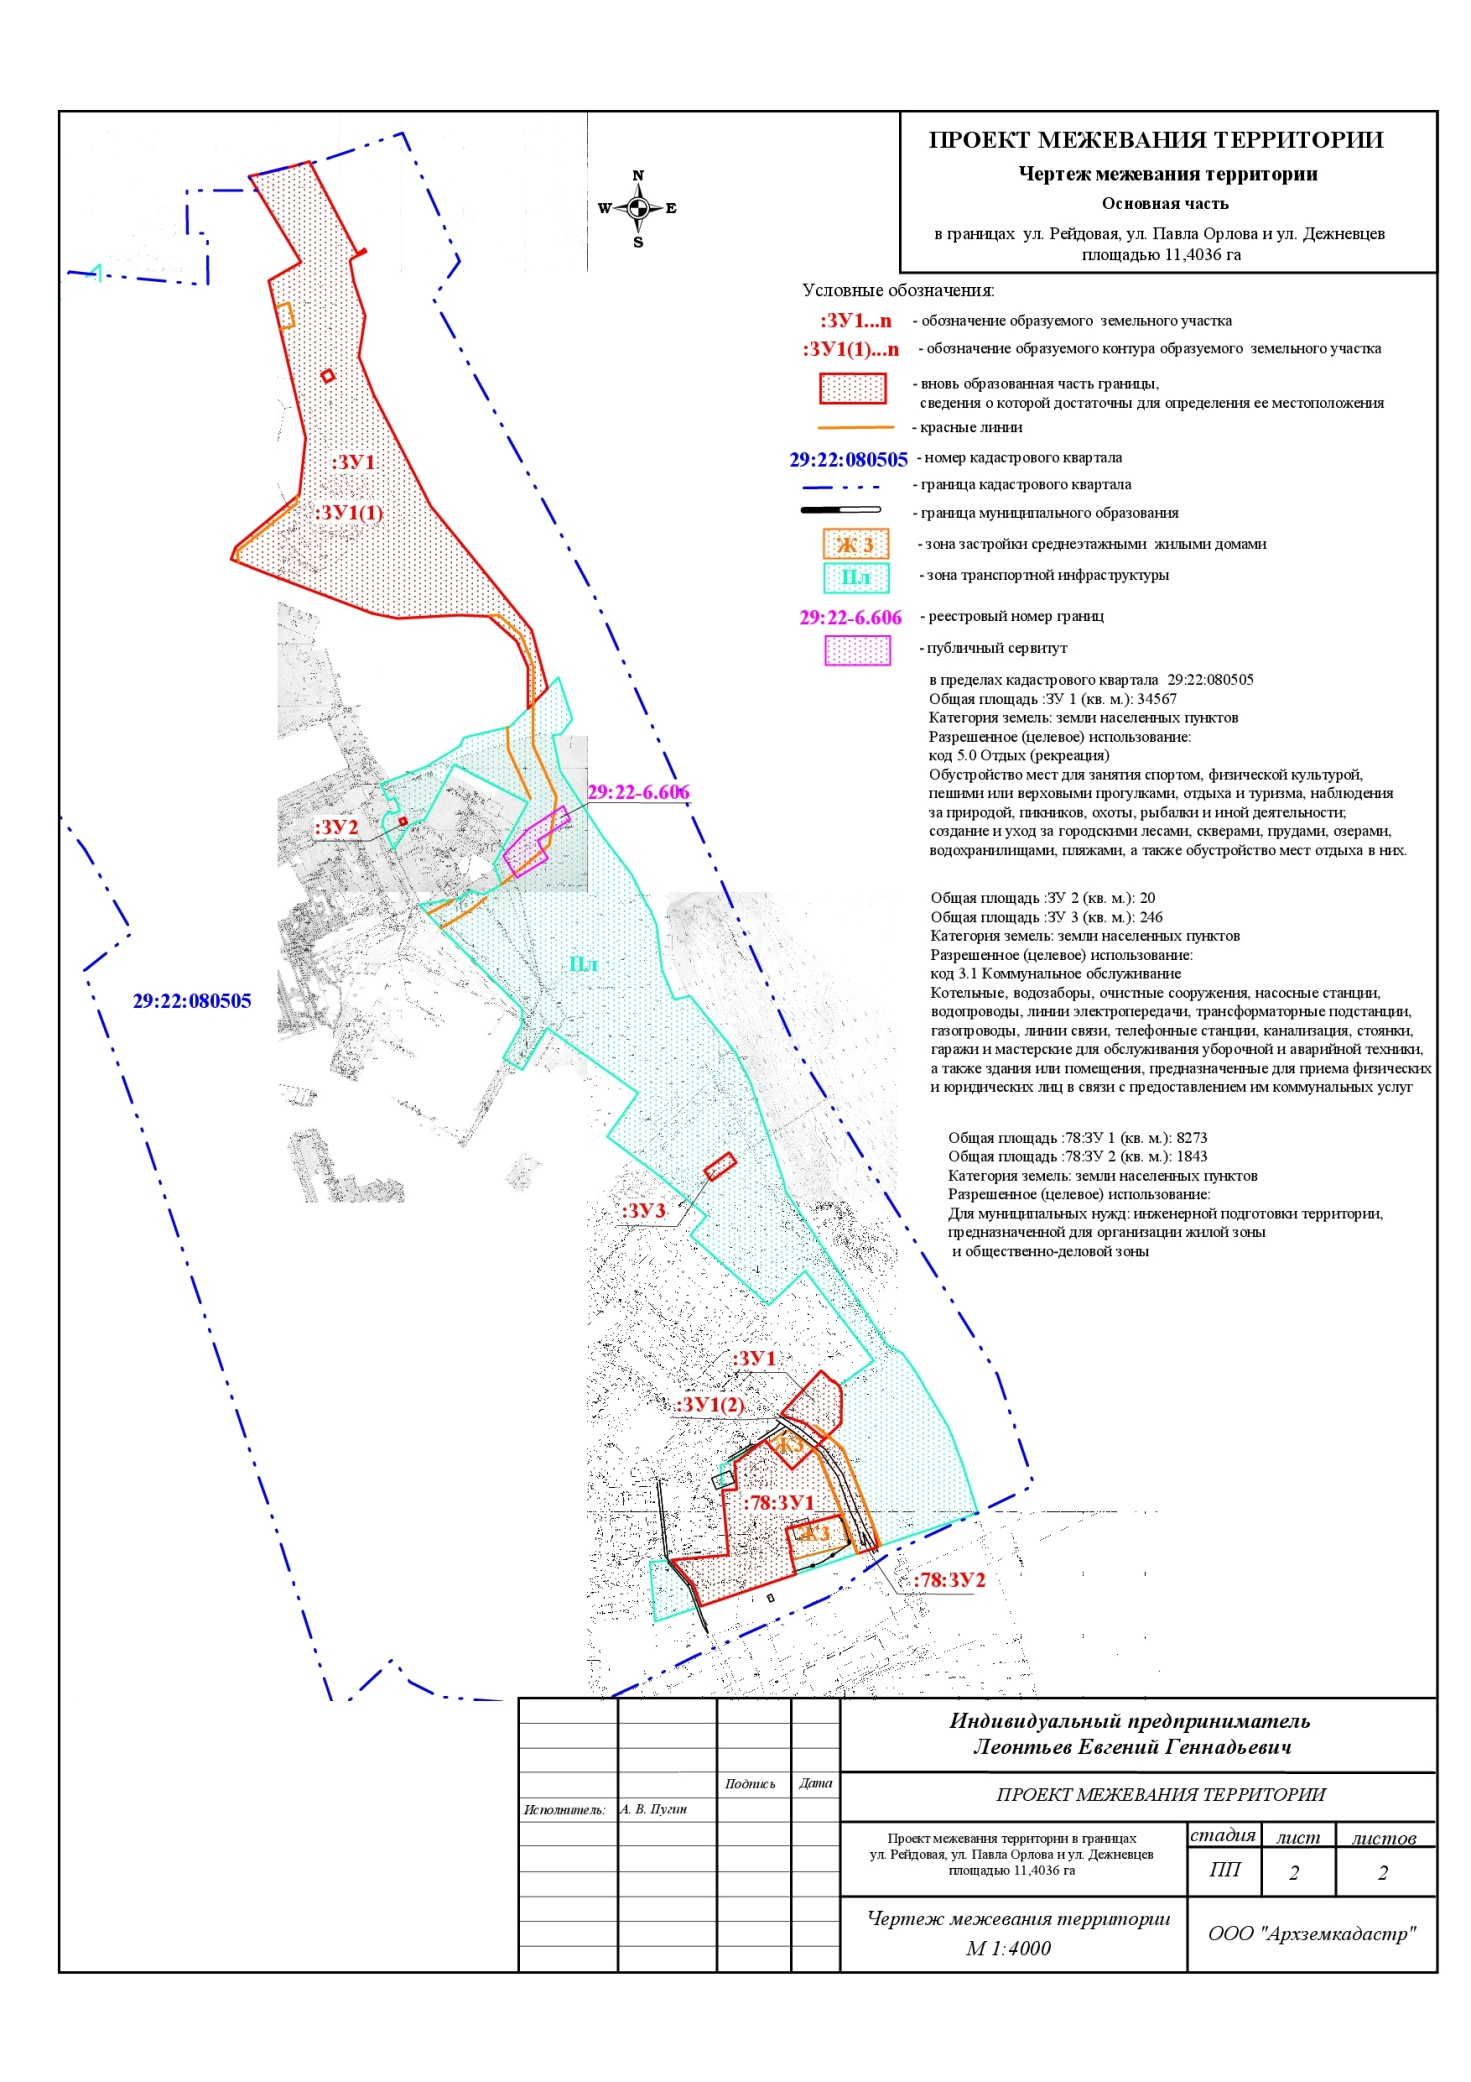 ПРОЕКТ МЕЖЕВАНИЯ ТЕРРИТОРИИ
Чертеж межевания территории
Основная часть
в границах ул. Рейдовая, ул. Павла Орлова и ул. Дежневцев
площадью 11,4036 га
N
W
E
S
Условные обозначения:
:ЗУ1...n - обозначение образуемого земельного участка
:ЗУ1(1)...n - обозначение образуемого контура образуемого земельного участка
- вновь образованная часть границы,
сведения о которой достаточны для определения ее местоположения
- красные линии
29:22:080505 - номер кадастрового квартала
- граница кадастрового квартала
- граница муниципального образования
Ж 3 - зона застройки среднеэтажными жилыми домами
Пл - зона транспортной инфраструктуры
29:22-6.606 - реестровый номер границ
- публичный сервитут
в пределах кадастрового квартала 29:22:080505
Общая площадь :ЗУ 1 (кв. м.): 34567
Категория земель: земли населенных пунктов
Разрешенное (целевое) использование:
код 5.0 Отдых (рекреация)
Обустройство мест для занятия спортом, физической культурой,
пешими или верховыми прогулками, отдыха и туризма, наблюдения
за природой, пикников, охоты, рыбалки и иной деятельности;
создание и уход за городскими лесами, скверами, прудами, озерами,
водохранилищами, пляжами, а также обустройство мест отдыха в них.
Общая площадь :ЗУ 2 (кв. м.): 20
Общая площадь :ЗУ 3 (кв. м.): 246
Категория земель: земли населенных пунктов
Разрешенное (целевое) использование:
код 3.1 Коммунальное обслуживание
Котельные, водозаборы, очистные сооружения, насосные станции,
водопроводы, линии электропередачи, трансформаторные подстанции,
газопроводы, линии связи, телефонные станции, канализация, стоянки,
гаражи и мастерские для обслуживания уборочной и аварийной техники,
а также здания или помещения, предназначенные для приема физических
и юридических лиц в связи с предоставлением им коммунальных услуг
Общая площадь :78:ЗУ 1 (кв. м.): 8273
Общая площадь :78:ЗУ 2 (кв. м.): 1843
Категория земель: земли населенных пунктов
Разрешенное (целевое) использование:
Для муниципальных нужд: инженерной подготовки территории,
предназначенной для организации жилой зоны
и общественно-деловой зоны
:ЗУ1
:ЗУ1(1)
29:22-6.606
:ЗУ2
Пл
29:22:080505
:ЗУ3
:ЗУ1
:ЗУ1(2)
Ж3
:78:ЗУ1
Ж3
:78:ЗУ2
Индивидуальный предприниматель
Леонтьев Евгений Геннадьевич
Подпись Дата
ПРОЕКТ МЕЖЕВАНИЯ ТЕРРИТОРИИ
Исполнитель: А. В. Пугин
Проект межевания территории в границах
ул. Рейдовая, ул. Павла Орлова и ул. Дежневцев
площадью 11,4036 га
стадия лист листов
ПП 2 2
Чертеж межевания территории
М 1:4000
ООО "Архземкадастр"